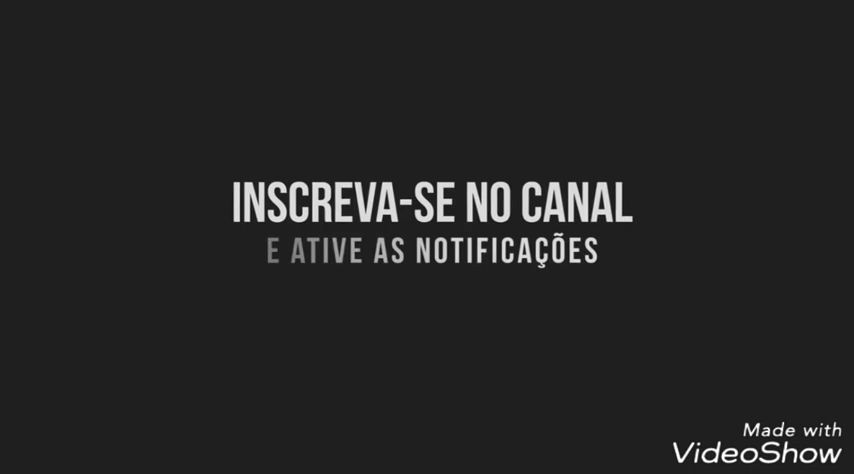 INSCREVA-SE NO CANAL
E ATIVE AS NOTIFICAÇÕES
Made with
VideoShow